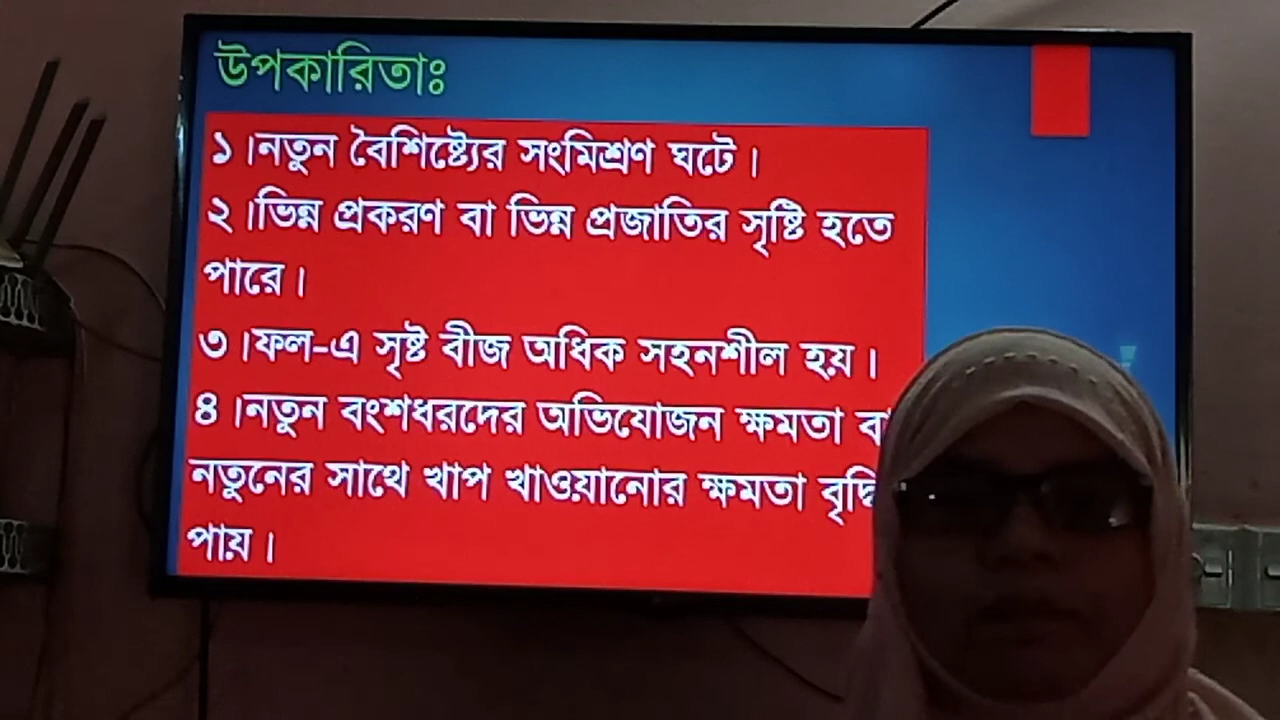 উপকারিতাঃ
১।নতুন বৈশিষ্ট্যের সংমিশ্রণ ঘটে।
২।ভিন্ন প্রকরণ বা ভিন্ন প্রজাতির সৃষ্টি হতে
পারে।
৩।ফল-এ সৃষ্ট বীজ অধিক সহনশীল হয়।
৪।নতুন বংশধরদের অভিযোজন ক্ষমতা বা
নতুনের সাথে খাপ খাওয়ানোর ক্ষমতা বৃদ্ধি
পায়।